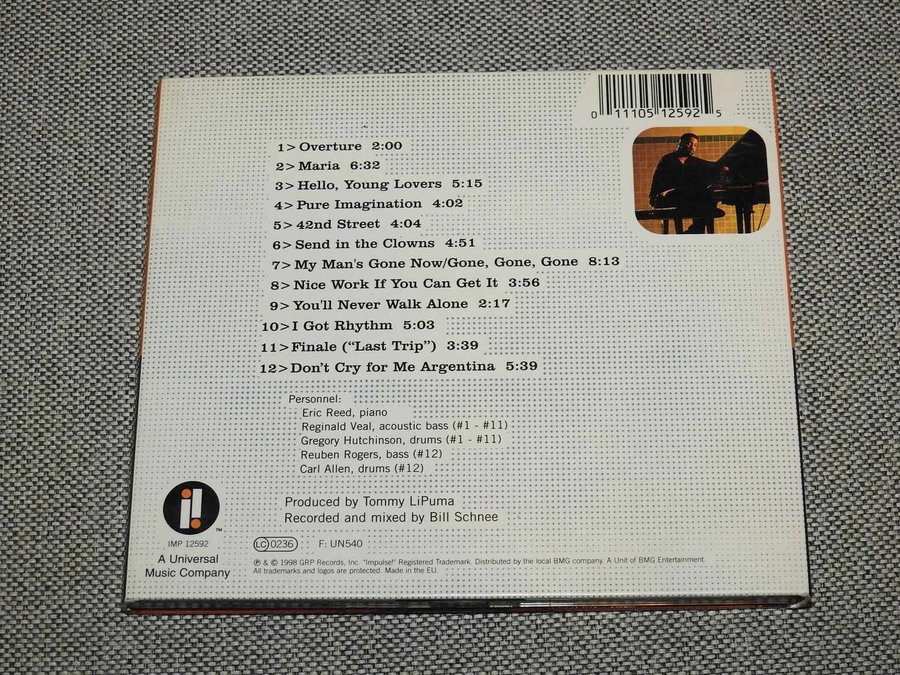 0 11105 12592 5
1> Overture 2:00
2> Maria 6:32
3> Hello, Young Lovers 5:15
4> Pure Imagination 4:02
5> 42nd Street 4:04
6> Send in the Clowns 4:51
7> My Man's Gone Now/Gone, Gone, Gone 8:13
8> Nice Work If You Can Get It 3:56
9> You'll Never Walk Alone 2:17
10> I Got Rhythm 5:03
11> Finale (“Last Trip”) 3:39
12> Don't Cry for Me Argentina 5:39
Personnel:
Eric Reed, piano
Reginald Veal, acoustic bass (#1 - #11)
Gregory Hutchinson, drums (#1 - #11)
Reuben Rogers, bass (#12)
Carl Allen, drums (#12)
Produced by Tommy LiPuma
Recorded and mixed by Bill Schnee
i! ™
IMP 12592
A Universal
Music Company
LC 0236 F: UN540
℗ & © 1998 GRP Records, Inc. "Impulse!" Registered Trademark. Distributed by the local BMG company. A Unit of BMG Entertainment.
All trademarks and logos are protected. Made in the EU.